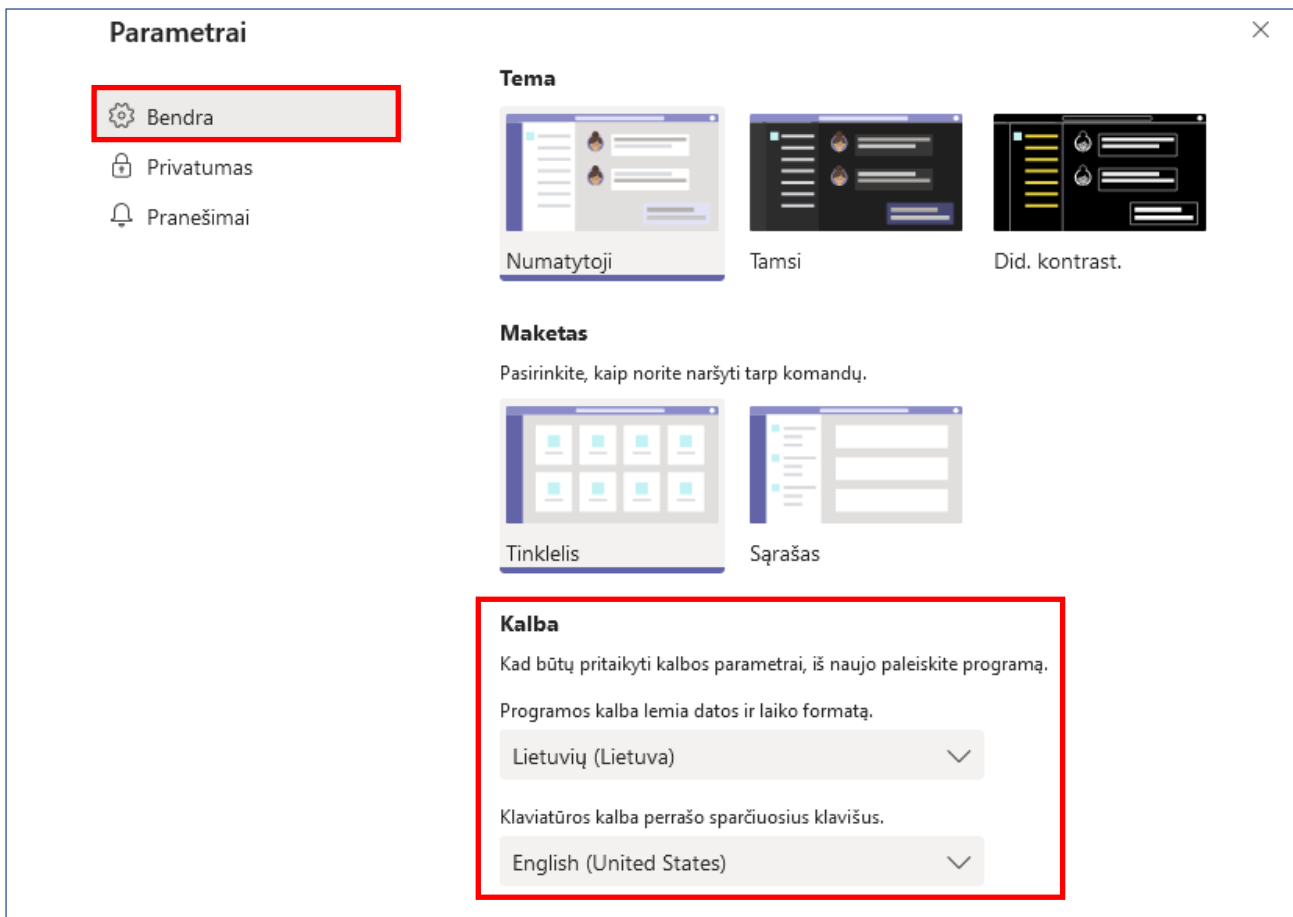 Parametrai
Bendra
Privatumas
Pranešimai
Tema
Numatytoji
Tamsi
Did. kontrast.
Maketas
Pasirinkite, kaip norite naršyti tarp komandų.
Tinklelis
Sąrašas
Kalba
Kad būtų pritaikyti kalbos parametrai, iš naujo paleiskite programą.
Programos kalba lemia datos ir laiko formatą.
Lietuvių (Lietuva)
Klaviatūros kalba perrašo sparčiuosius klavišus.
English (United States)